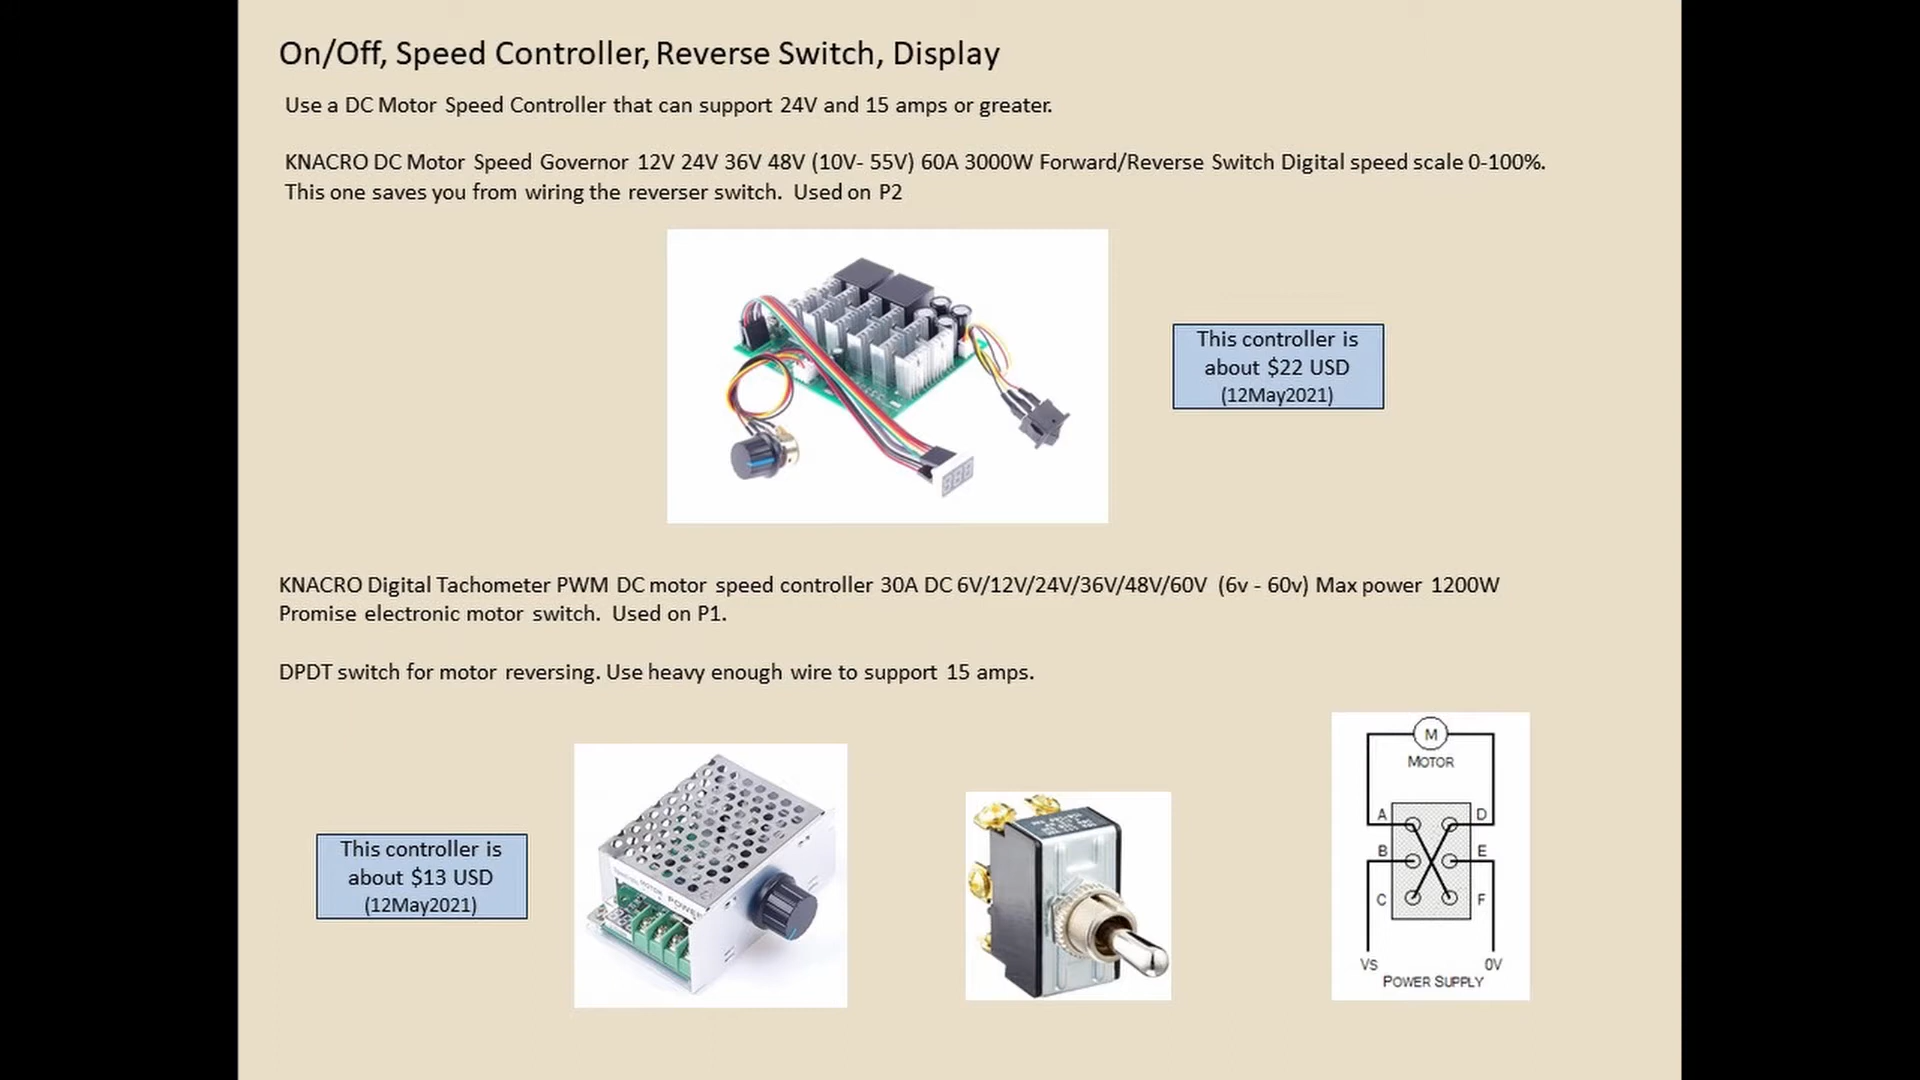 On/Off, Speed Controller, Reverse Switch, Display
Use a DC Motor Speed Controller that can support 24V and 15 amps or greater.
KNACRO DC Motor Speed Governor 12V 24V 36V 48V (10V- 55V) 60A 3000W Forward/Reverse Switch Digital speed scale 0-100%.
This one saves you from wiring the reverser switch. Used on P2
This controller is
about $22 USD
(12May2021)
KNACRO Digital Tachometer PWM DC motor speed controller 30A DC 6V/12V/24V/36V/48V/60V (6v - 60v) Max power 1200W
Promise electronic motor switch. Used on P1.
DPDT switch for motor reversing. Use heavy enough wire to support 15 amps.
This controller is
about $13 USD
(12May2021)
MOTOR
POWER
M
MOTOR
A D
B E
C F
Vs 0V
POWER SUPPLY